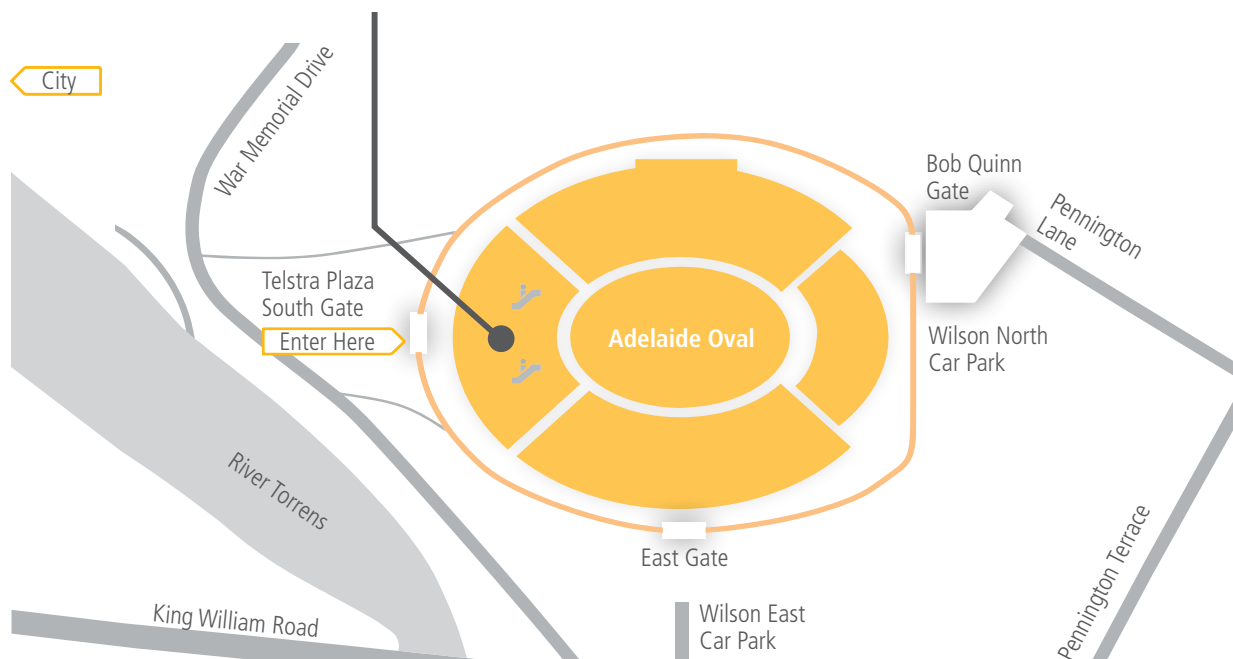 City
War Memorial Drive
Bob Quinn
Gate
Pennington
Lane
Telstra Plaza
South Gate
Enter Here
Adelaide Oval
Wilson North
Car Park
River Torrens
East Gate
King William Road
Wilson East
Car Park
Pennington Terrace